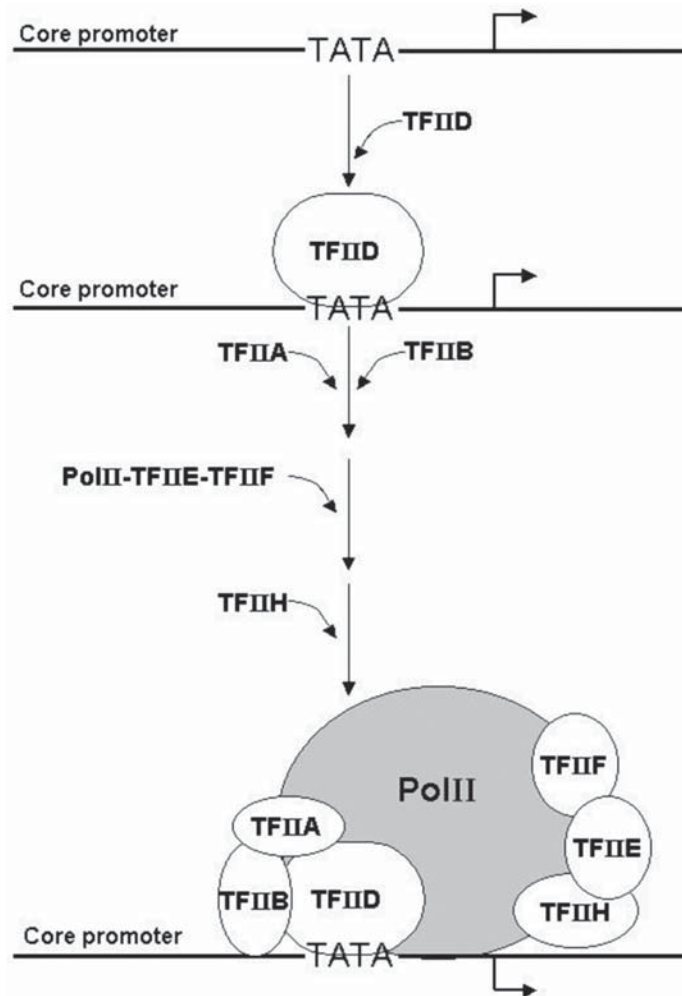 Core promoter TATA
TFIID
TFIID
Core promoter TATA
TFIIA TFIIB
PolII-TFIIE-TFIIF
TFIIH
TFIIF
PolII
TFIIA
TFIIE
TFIIB TFIID
TFIIH
Core promoter TATA